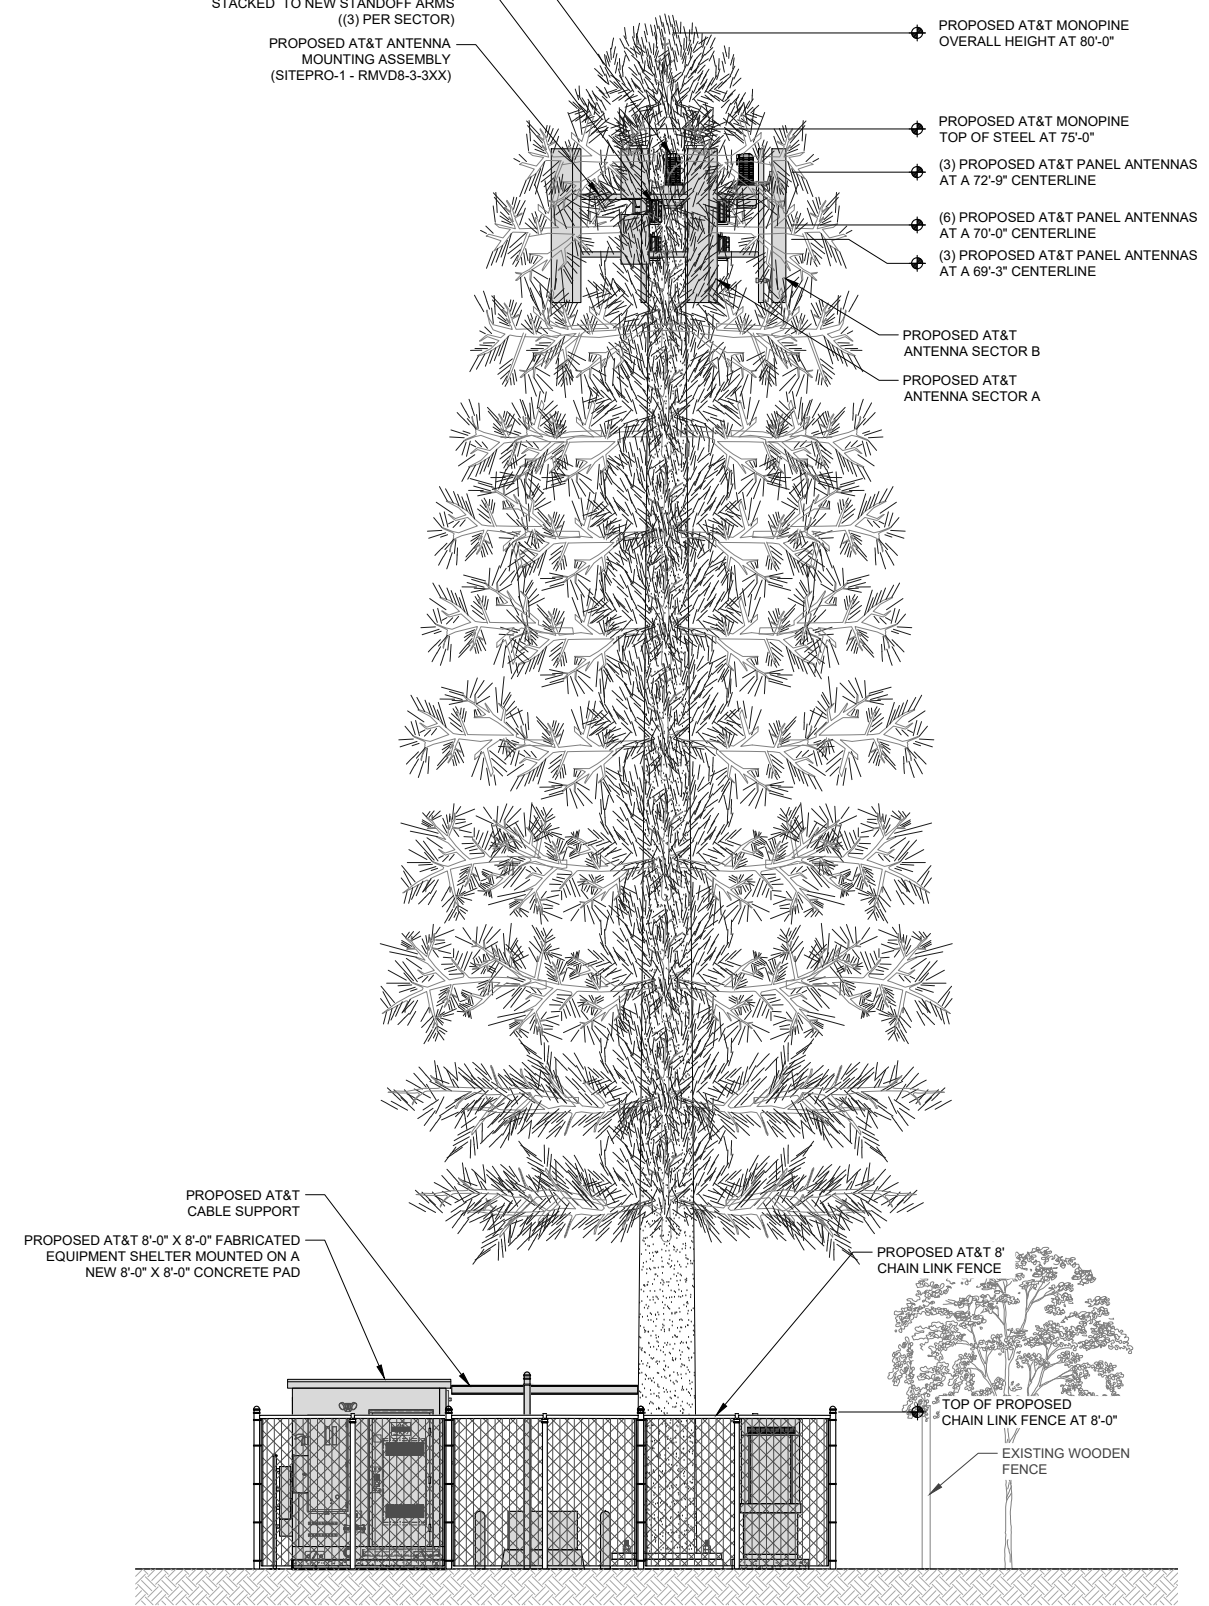 STACKED TO NEW STANDOFF ARMS
((3) PER SECTOR)
PROPOSED AT&T ANTENNA
MOUNTING ASSEMBLY
(SITEPRO-1 - RMVD8-3-3XX)
PROPOSED AT&T MONOPINE
OVERALL HEIGHT AT 80'-0"
PROPOSED AT&T MONOPINE
TOP OF STEEL AT 75'-0"
(3) PROPOSED AT&T PANEL ANTENNAS
AT A 72'-9" CENTERLINE
(6) PROPOSED AT&T PANEL ANTENNAS
AT A 70'-0" CENTERLINE
(3) PROPOSED AT&T PANEL ANTENNAS
AT A 69'-3" CENTERLINE
PROPOSED AT&T
ANTENNA SECTOR B
PROPOSED AT&T
ANTENNA SECTOR A
PROPOSED AT&T
CABLE SUPPORT
PROPOSED AT&T 8'-0" X 8'-0" FABRICATED
EQUIPMENT SHELTER MOUNTED ON A
NEW 8'-0" X 8'-0" CONCRETE PAD
PROPOSED AT&T 8'
CHAIN LINK FENCE
TOP OF PROPOSED
CHAIN LINK FENCE AT 8'-0"
EXISTING WOODEN
FENCE